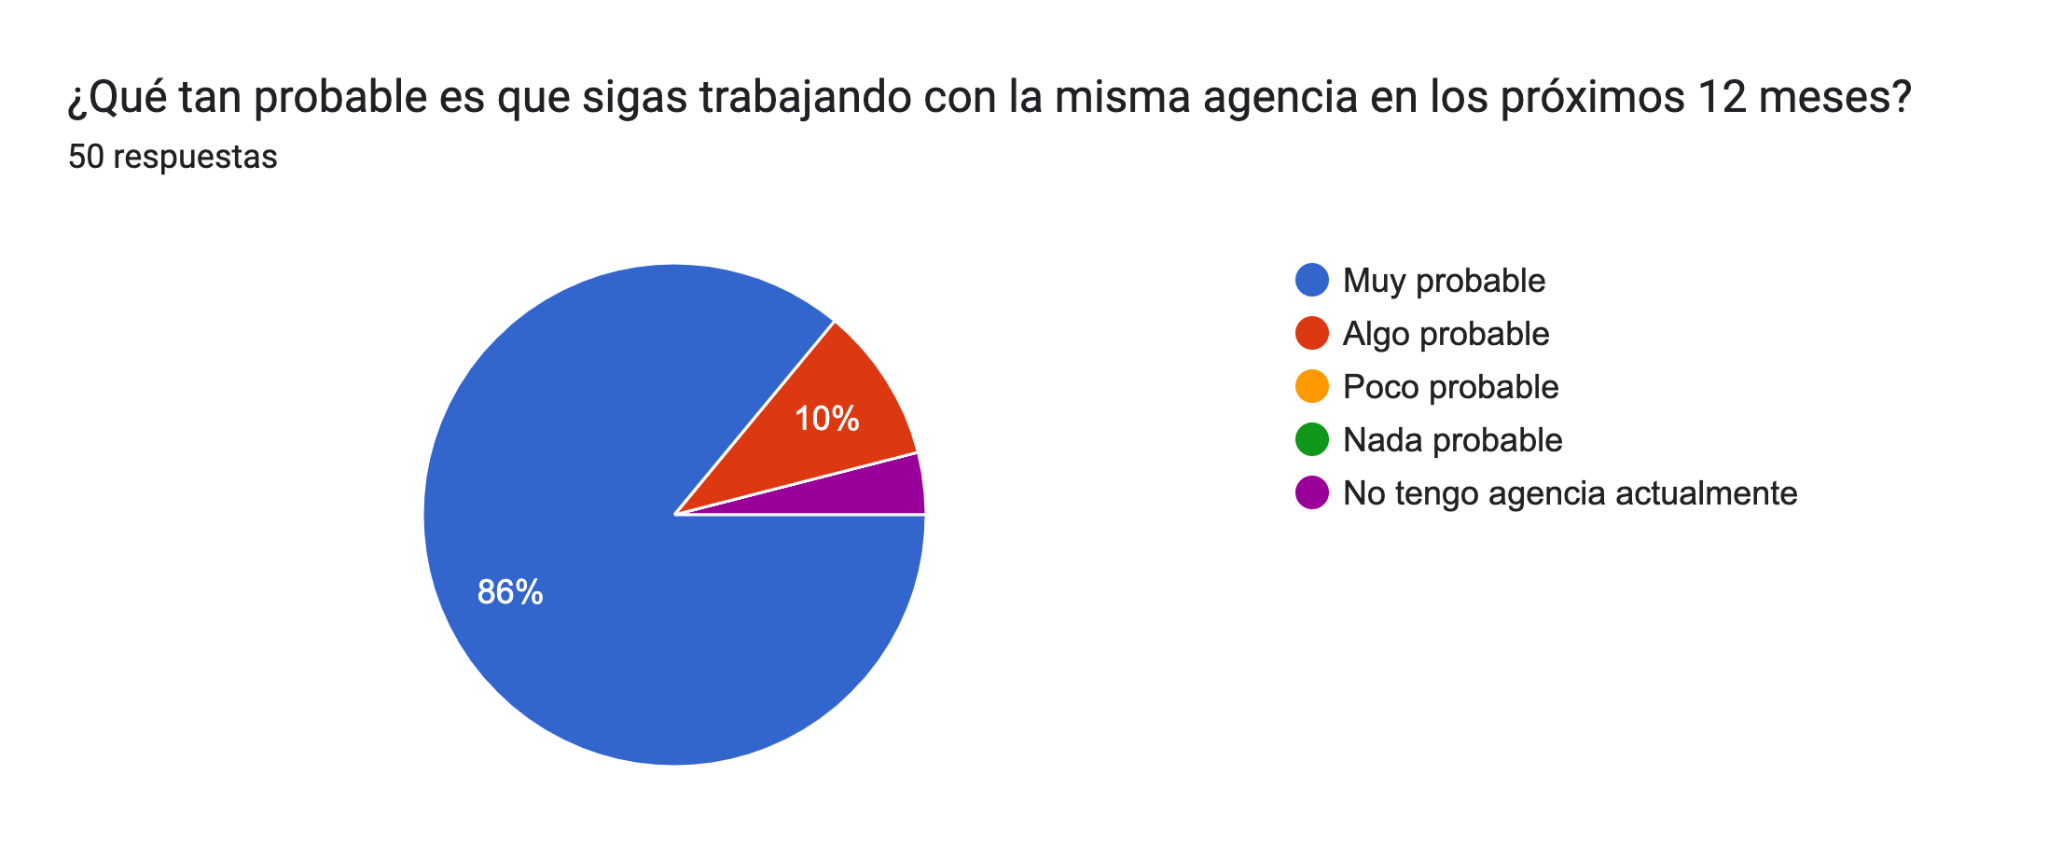 ¿Qué tan probable es que sigas trabajando con la misma agencia en los próximos 12 meses?
50 respuestas
Muy probable
Algo probable
Poco probable
Nada probable
No tengo agencia actualmente
10%
86%